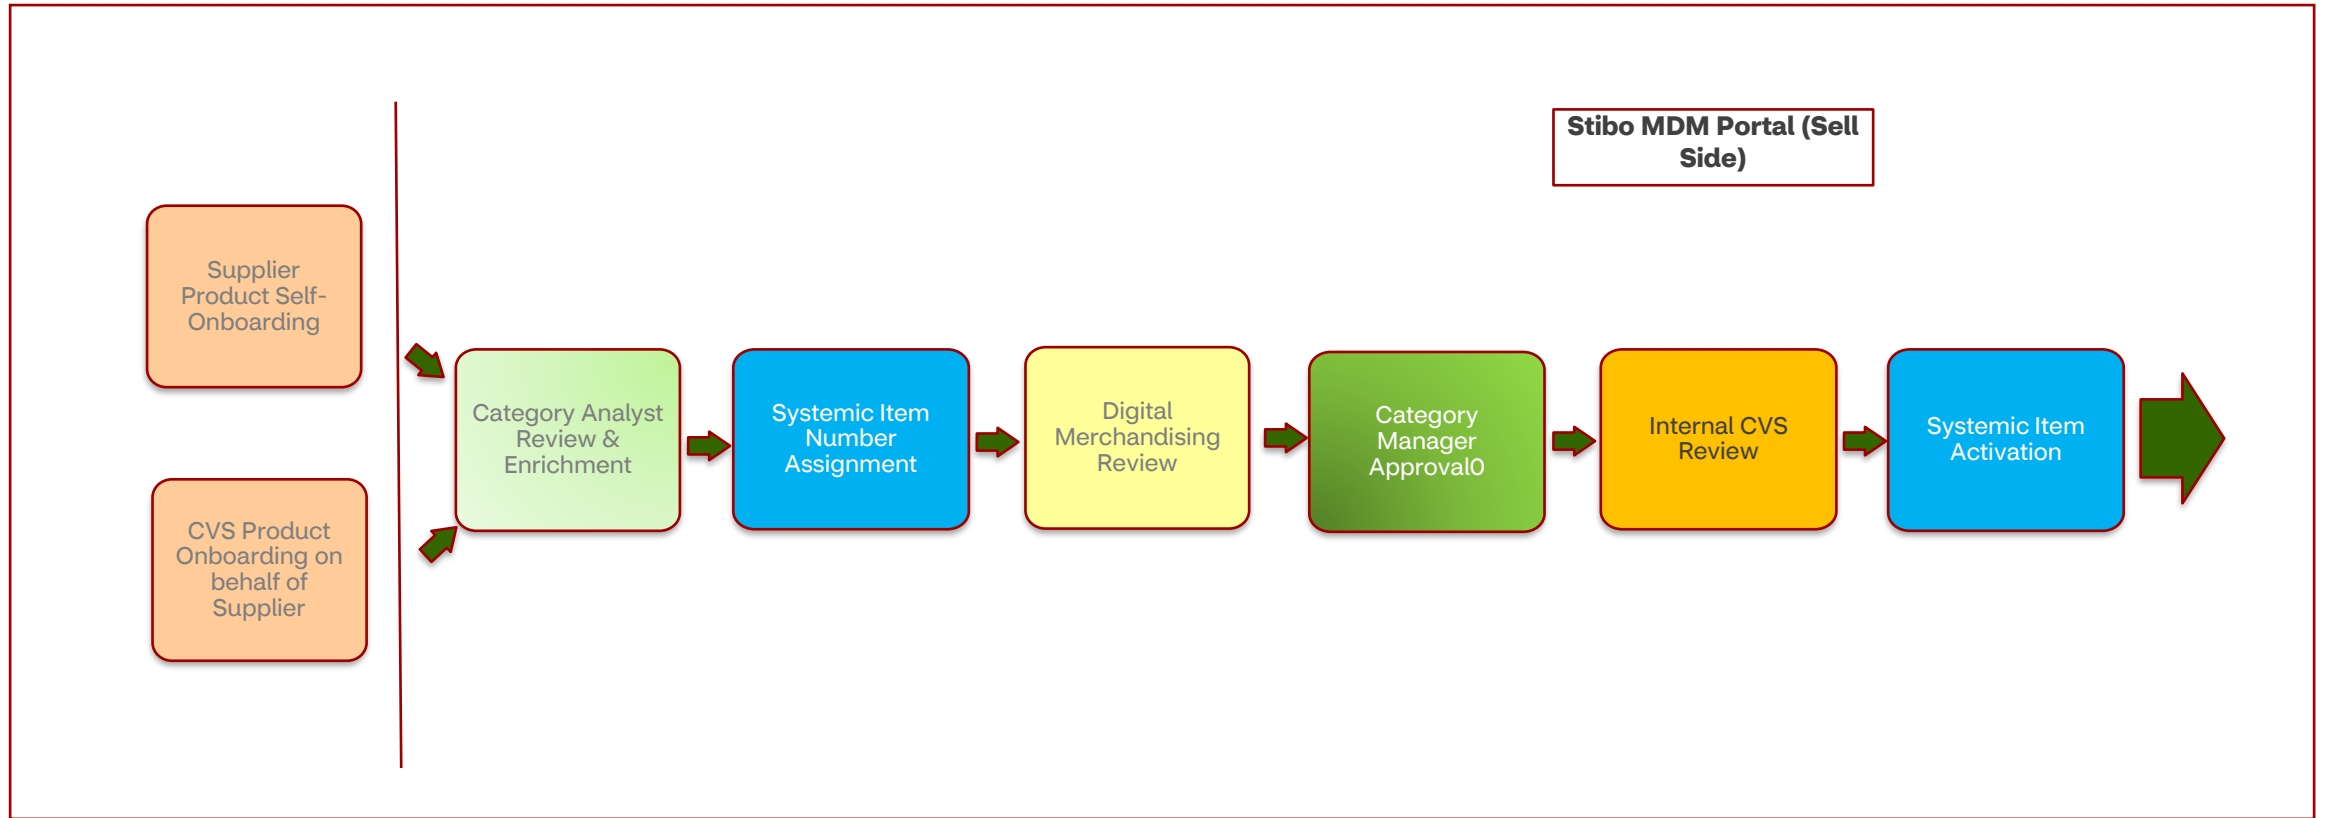 Stibo MDM Portal (Sell
Side)
Supplier
Product Self-
Onboarding
CVS Product
Onboarding on
behalf of
Supplier
Category Analyst
Review &
Enrichment
Systemic Item
Number
Assignment
Digital
Merchandising
Review
Category
Manager
Approval0
Internal CVS
Review
Systemic Item
Activation